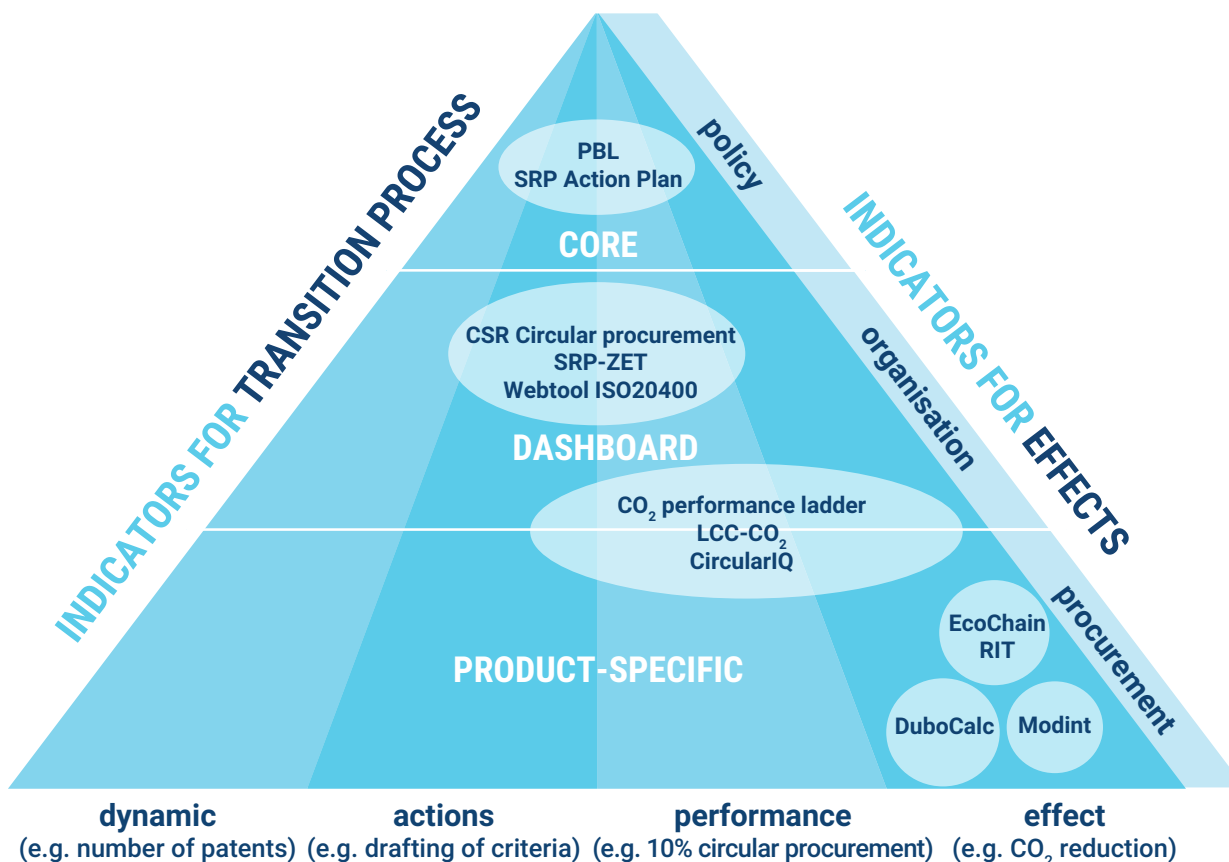 INDICATORS FOR TRANSITION PROCESS
INDICATORS FOR EFFECTS
policy
organisation
procurement
PBL
SRP Action Plan
CORE
CSR Circular procurement
SRP-ZET
Webtool ISO20400
DASHBOARD
CO₂ performance ladder
LCC-CO₂
CircularIQ
PRODUCT-SPECIFIC
EcoChain
RIT
DuboCalc
Modint
dynamic
(e.g. number of patents)
actions
(e.g. drafting of criteria)
performance
(e.g. 10% circular procurement)
effect
(e.g. CO₂ reduction)